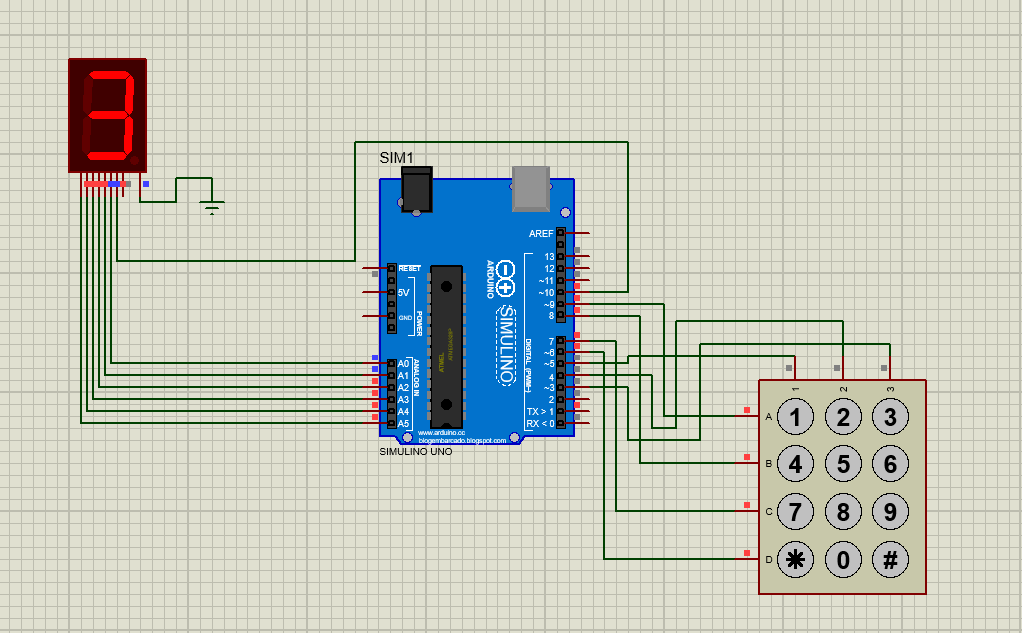 3
SIM1
AREF
13
12
~11
~10
~9
8
7
~6
~5
4
~3
2
TX > 1
RX < 0
RESET
5V
GND
POWER
A0
A1
A2
A3
A4
A5
ANALOG IN
ARDUINO
SIMULINO
DIGITAL (PWM~)
ATMEL
www.arduino.cc
blogembarcado.blogspot.com
SIMULINO UNO
1 2 3
A 1 2 3
B 4 5 6
C 7 8 9
D * 0 #